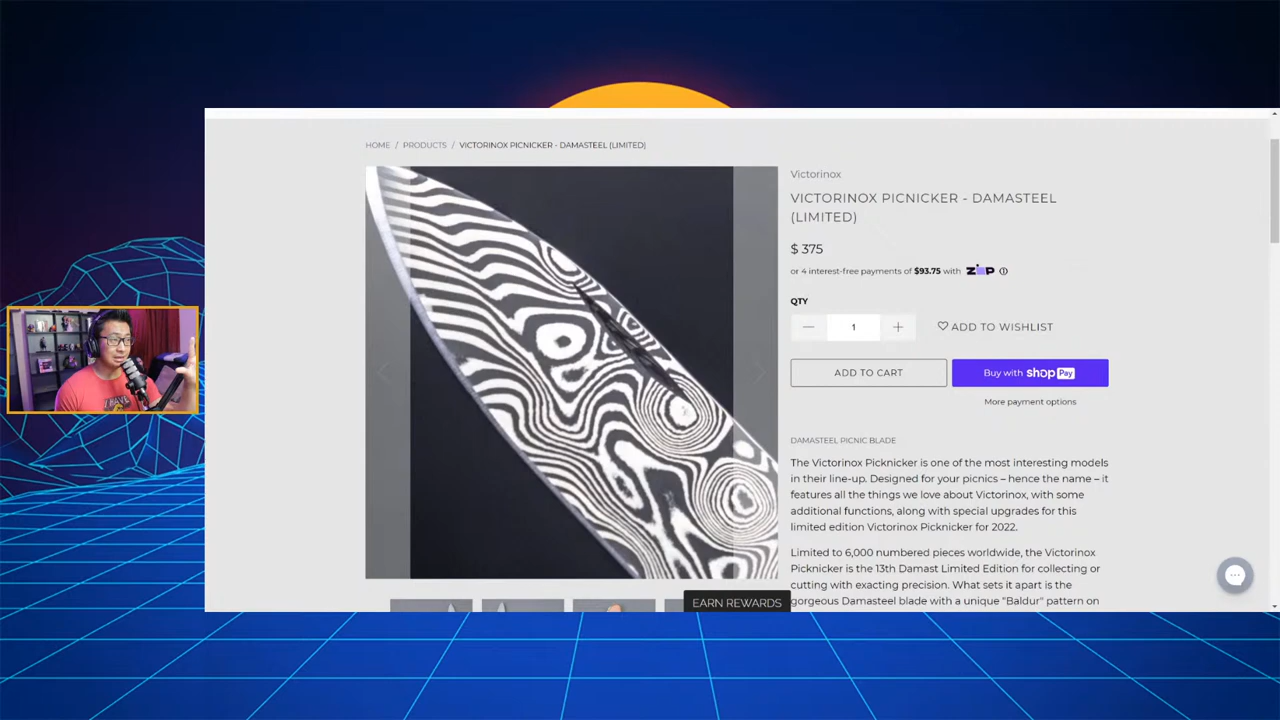 HOME / PRODUCTS / VICTORINOX PICNICKER - DAMASTEEL (LIMITED)
Victorinox
VICTORINOX PICNICKER - DAMASTEEL
(LIMITED)
$ 375
or 4 interest-free payments of $93.75 with ZIP
QTY
1
ADD TO WISHLIST
ADD TO CART
Buy with shop Pay
More payment options
DAMASTEEL PICNIC BLADE
The Victorinox Picknicker is one of the most interesting models
in their line-up. Designed for your picnics – hence the name – it
features all the things we love about Victorinox, with some
additional functions, along with special upgrades for this
limited edition Victorinox Picknicker for 2022.
Limited to 6,000 numbered pieces worldwide, the Victorinox
Picknicker is the 13th Damast Limited Edition for collecting or
cutting with exacting precision. What sets it apart is the
gorgeous Damasteel blade with a unique "Baldur" pattern on
EARN REWARDS